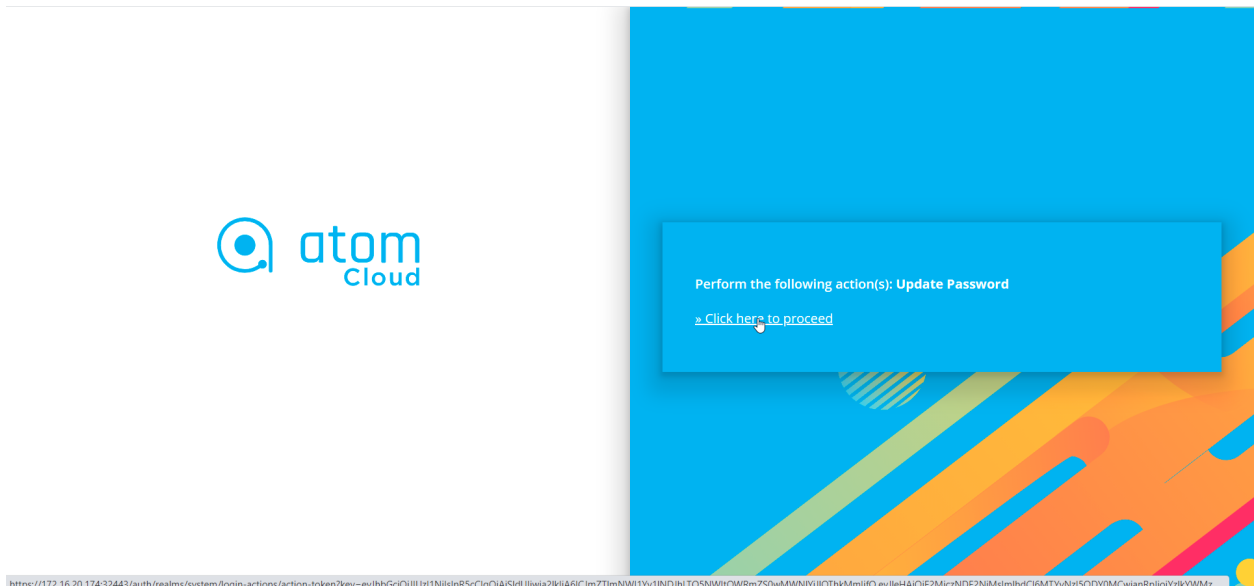 atom
Cloud
Perform the following action(s): Update Password
» Click here to proceed